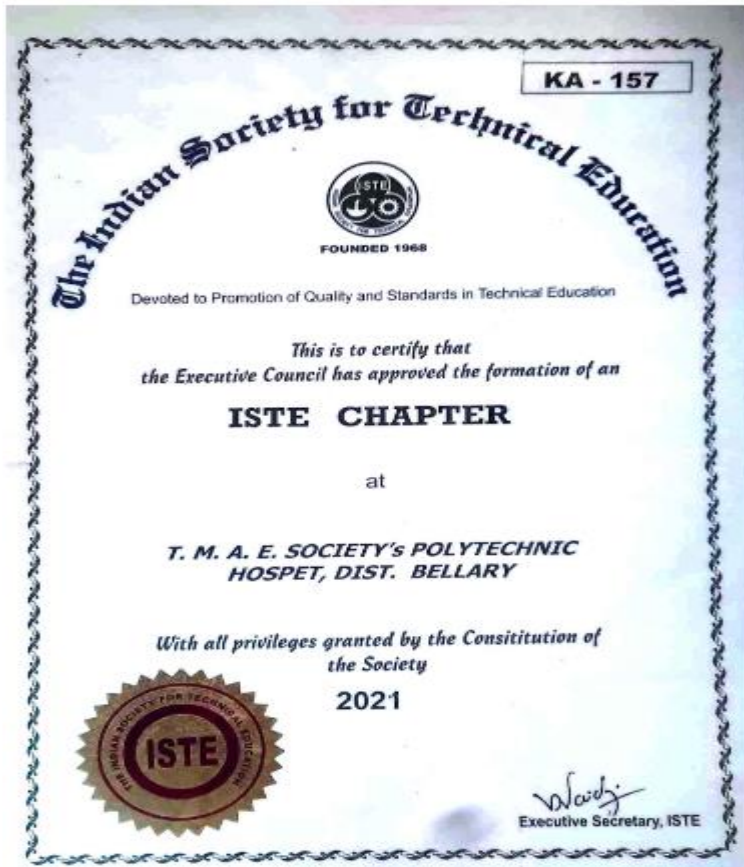 KA - 157
The Indian Society for Technical Education
ISTE
FOUNDED 1968
Devoted to Promotion of Quality and Standards in Technical Education
This is to certify that
the Executive Council has approved the formation of an
ISTE CHAPTER
at
T. M. A. E. SOCIETY's POLYTECHNIC
HOSPET, DIST. BELLARY
With all privileges granted by the Consititution of
the Society
2021
THE INDIAN SOCIETY FOR TECHNICAL EDUCATION
ISTE
Executive Secretary, ISTE